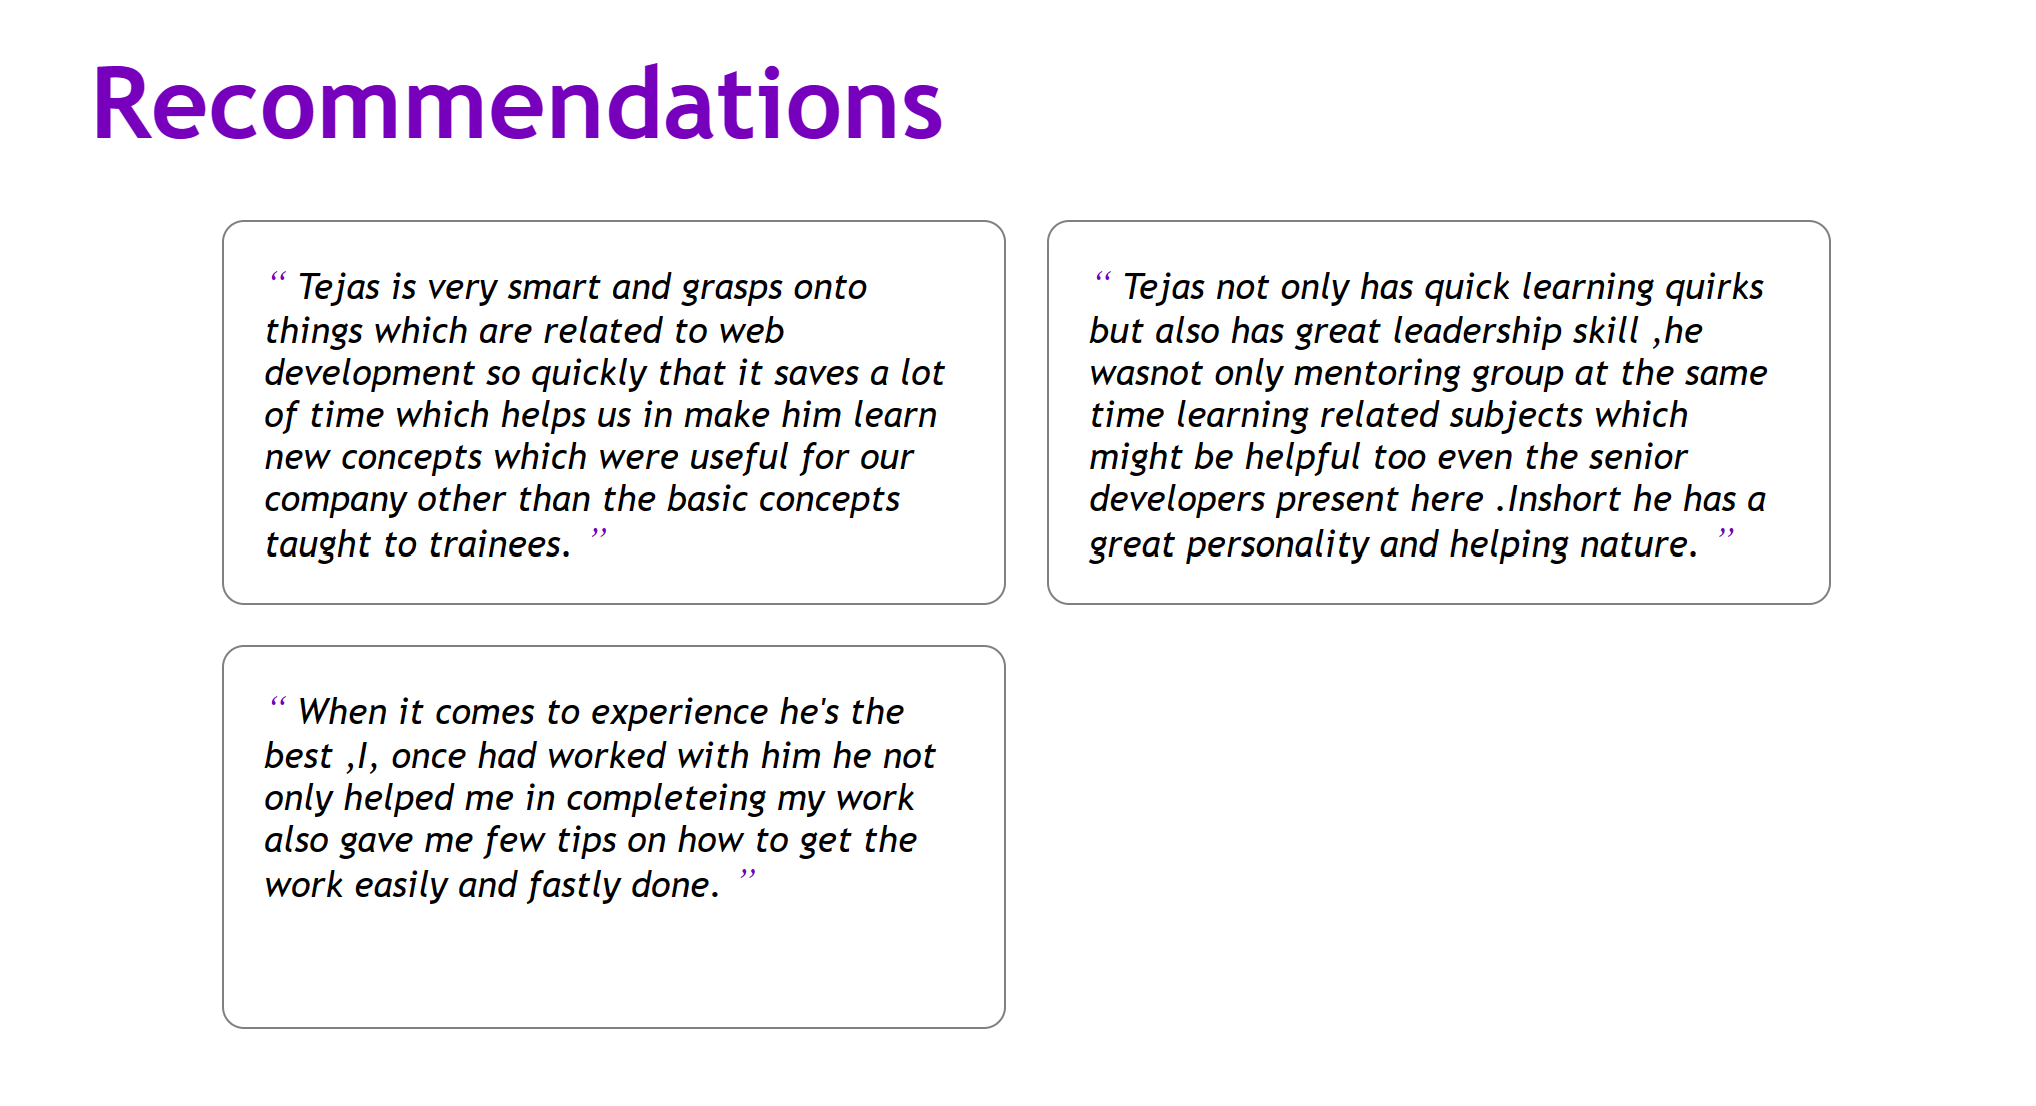 Recommendations
“ Tejas is very smart and grasps onto
things which are related to web
development so quickly that it saves a lot
of time which helps us in make him learn
new concepts which were useful for our
company other than the basic concepts
taught to trainees. ”
“ Tejas not only has quick learning quirks
but also has great leadership skill ,he
wasnot only mentoring group at the same
time learning related subjects which
might be helpful too even the senior
developers present here .Inshort he has a
great personality and helping nature. ”
“ When it comes to experience he's the
best ,I, once had worked with him he not
only helped me in completeing my work
also gave me few tips on how to get the
work easily and fastly done. ”